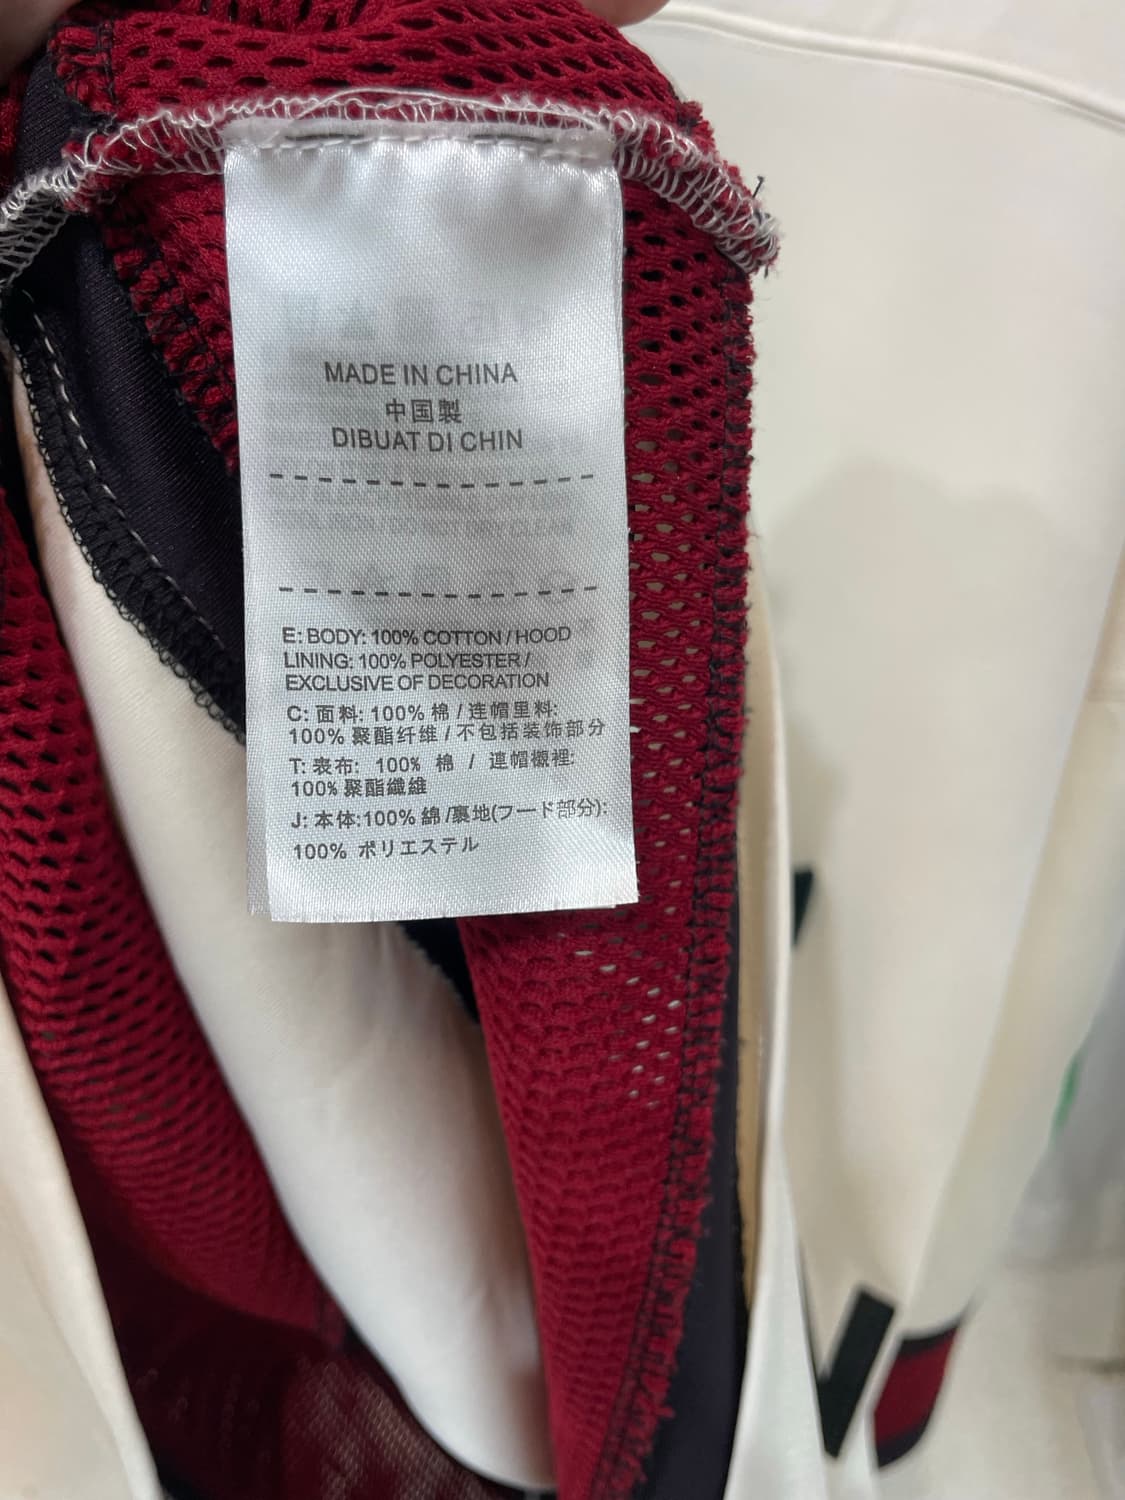 MADE IN CHINA
中国製
DIBUAT DI CHIN
E: BODY: 100% COTTON / HOOD
LINING: 100% POLYESTER /
EXCLUSIVE OF DECORATION
C: 面料: 100% 棉 / 连帽里料:
100% 聚酯纤维 / 不包括装饰部分
T: 表布: 100% 棉 / 連帽襯裡:
100% 聚酯纖維
J: 本体:100% 綿 /裏地(フード部分):
100% ポリエステル